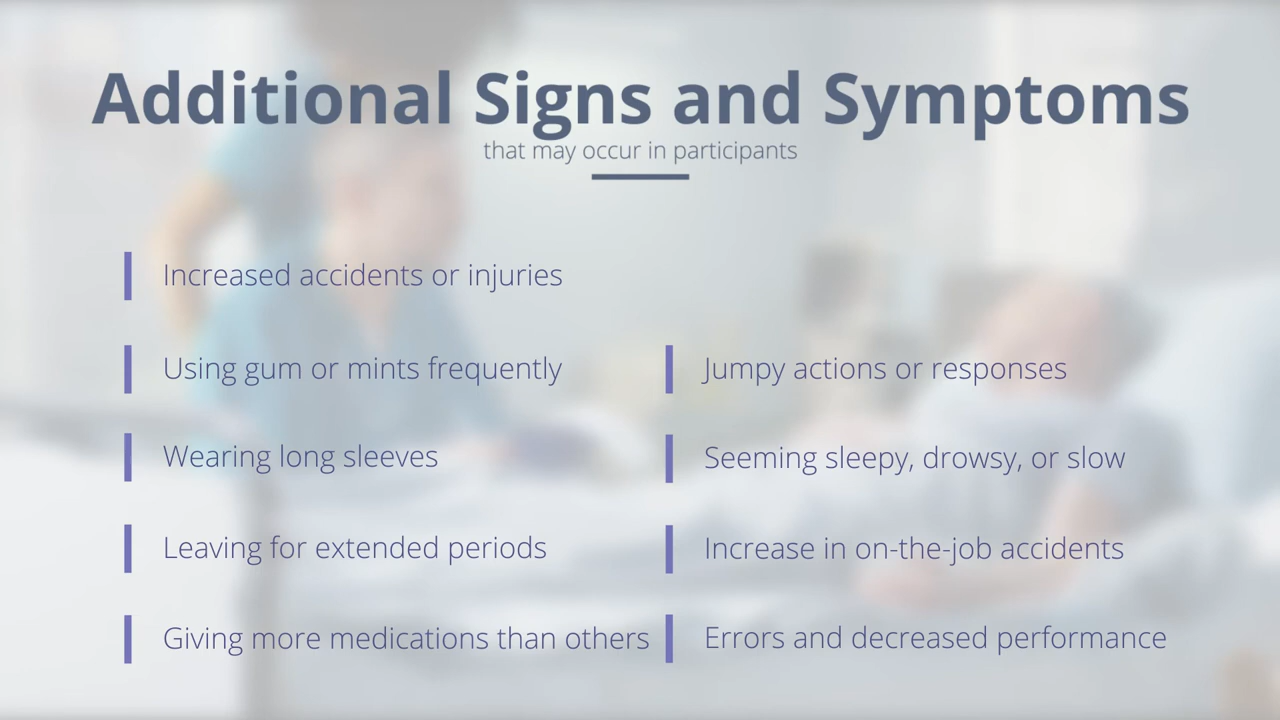 Additional Signs and Symptoms
that may occur in participants
Increased accidents or injuries
Using gum or mints frequently
Wearing long sleeves
Leaving for extended periods
Giving more medications than others
Jumpy actions or responses
Seeming sleepy, drowsy, or slow
Increase in on-the-job accidents
Errors and decreased performance